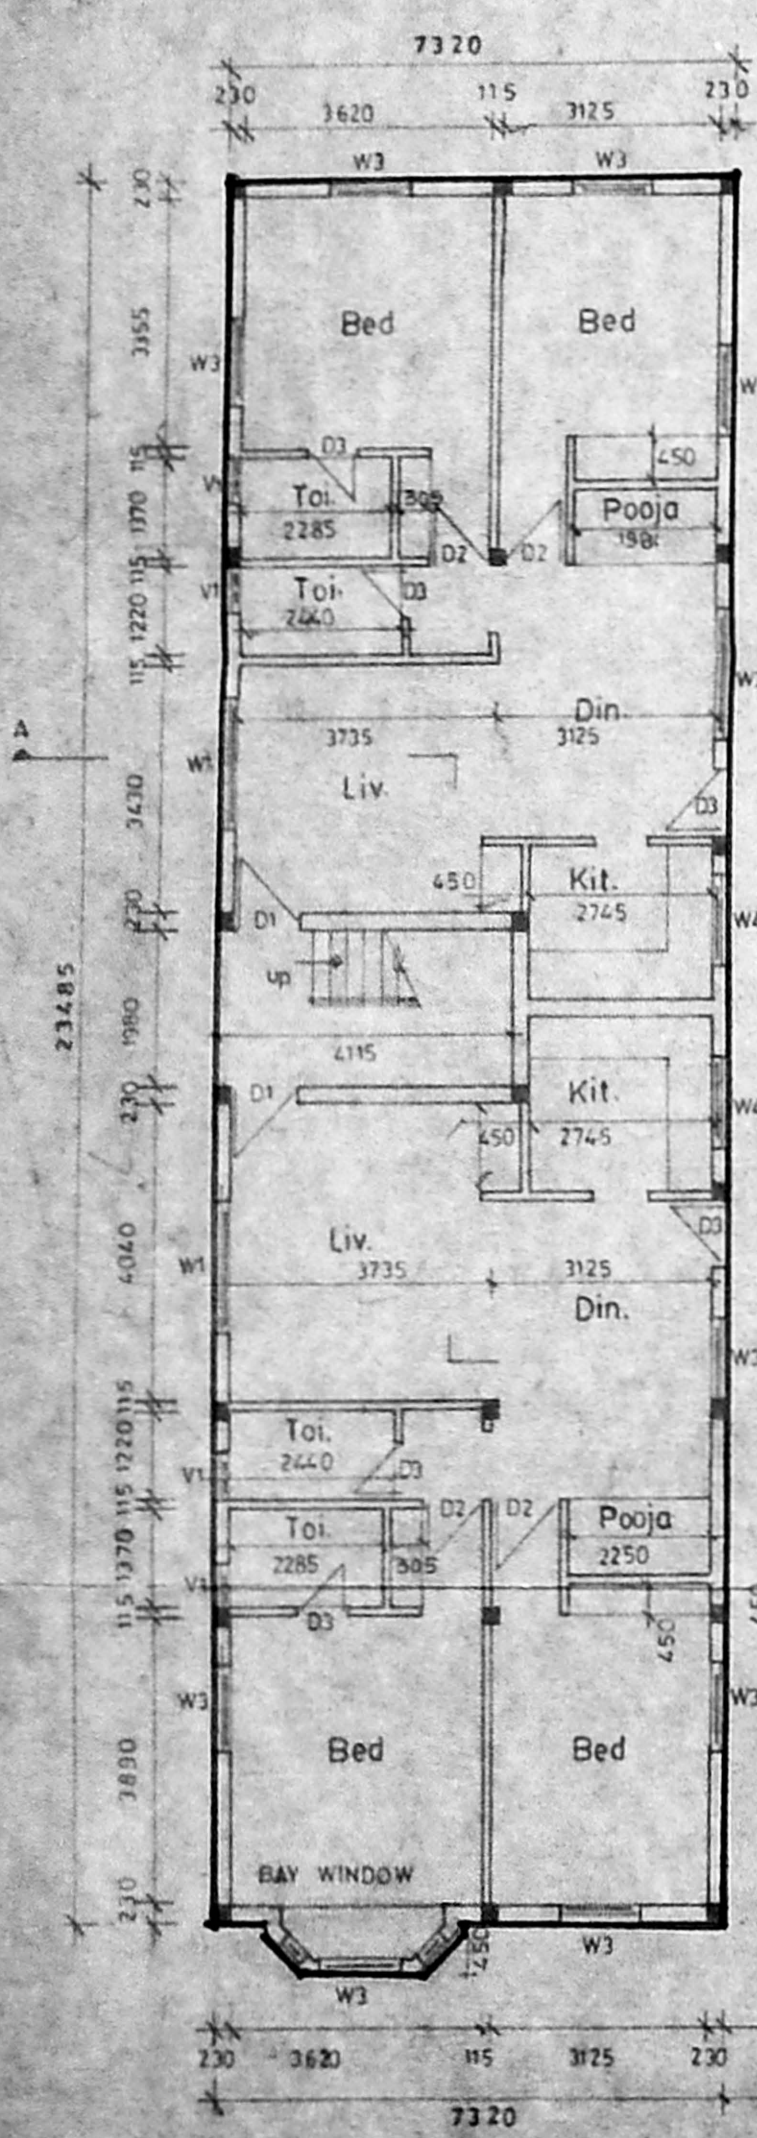 7320
230 3620 115 3125 230
W3 W3
230
3355
Bed Bed
W3
D3
115
450
Toi. Pooja
1370
2285 305
D2 D2
115
V1 Toi. D3
2440
1220
115
Din.
A
3735 3125
W1
Liv.
3430
D3
450 Kit.
2745
230
D1
W4
up
23485
1980
4115
Kit.
230
D1
W4
450 2745
D3
Liv.
4040
W1 3735 3125
Din.
W3
115
Toi.
1220
2440
V1 D3
115
D2 D2
Toi. Pooja
1370
2285 305 2250
V1
115
D3
450
450
W3 W3
Bed Bed
3890
BAY WINDOW
230
450
W3
W3
230 3620 115 3125 230
7320